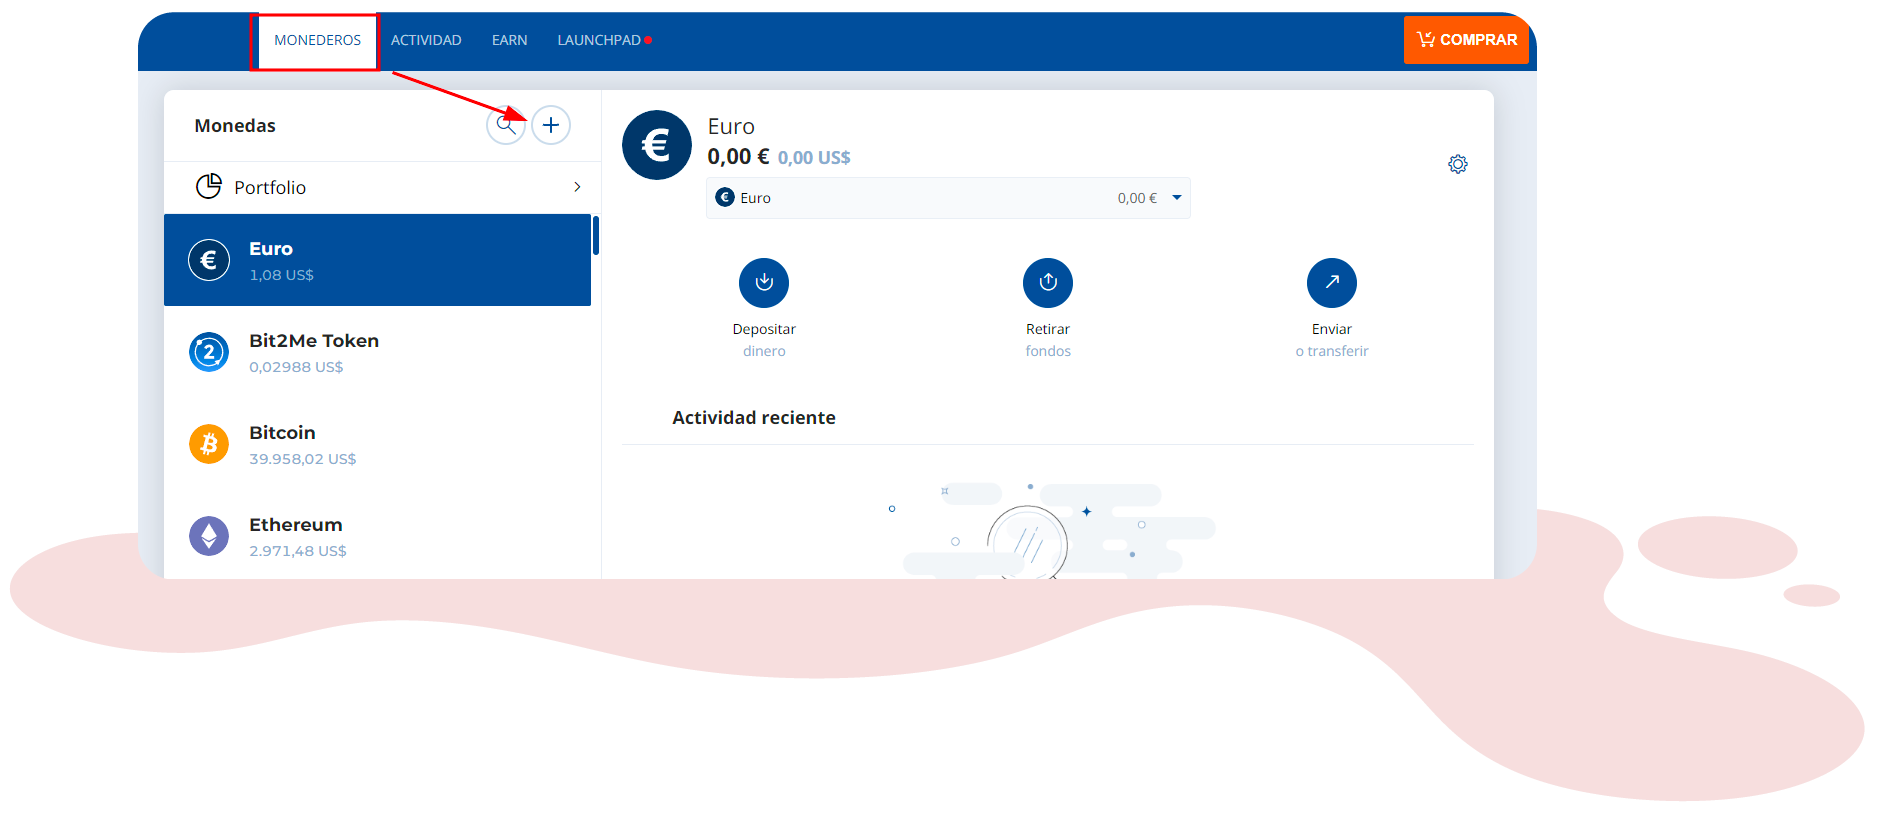 MONEDEROS ACTIVIDAD EARN LAUNCHPAD COMPRAR
Monedas
Portfolio
Euro
1,08 US$
Bit2Me Token
0,02988 US$
Bitcoin
39.958,02 US$
Ethereum
2.971,48 US$
Euro
0,00 € 0,00 US$
Euro 0,00 €
Depositar
dinero
Retirar
fondos
Enviar
o transferir
Actividad reciente